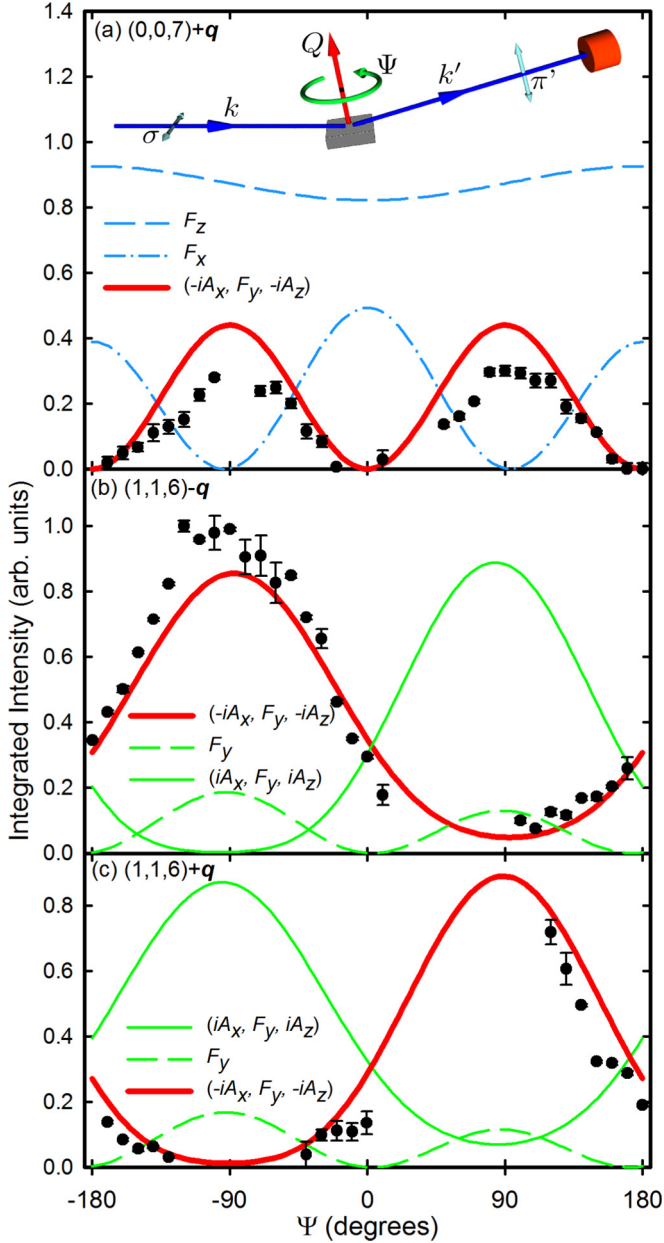 (a) (0,0,7)+q
Q
Ψ
k
k′
σ
π’
1.4
1.2
1.0
0.8
0.6
0.4
0.2
0.0
F_z
F_x
(-iA_x, F_y, -iA_z)
(b) (1,1,6)-q
1.0
0.8
0.6
0.4
0.2
0.0
(-iA_x, F_y, -iA_z)
F_y
(iA_x, F_y, iA_z)
Integrated Intensity (arb. units)
(c) (1,1,6)+q
0.8
0.6
0.4
0.2
0.0
(iA_x, F_y, iA_z)
F_y
(-iA_x, F_y, -iA_z)
-180 -90 0 90 180
Ψ (degrees)